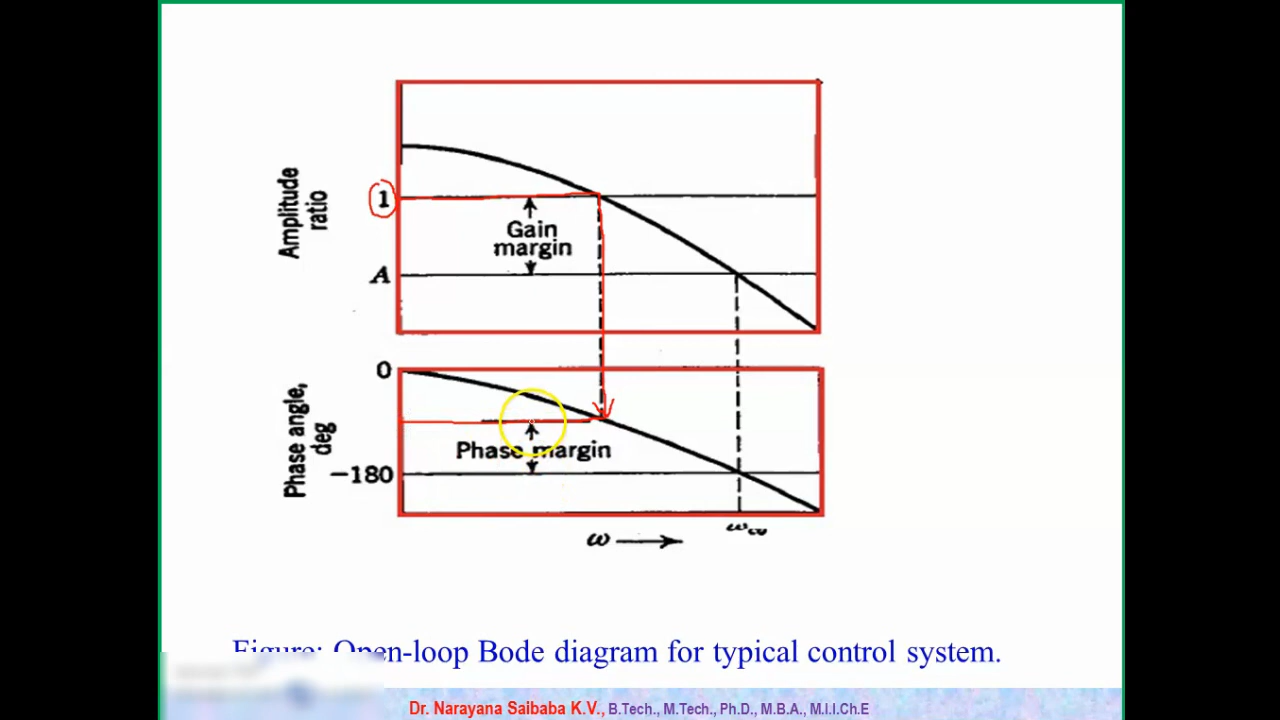 Amplitude
ratio
1
Gain
margin
A
0
Phase angle,
deg
Phase margin
−180
ω
ω_co
Figure: Open-loop Bode diagram for typical control system.
Dr. Narayana Saibaba K.V., B.Tech., M.Tech., Ph.D., M.B.A., M.I.I.Ch.E